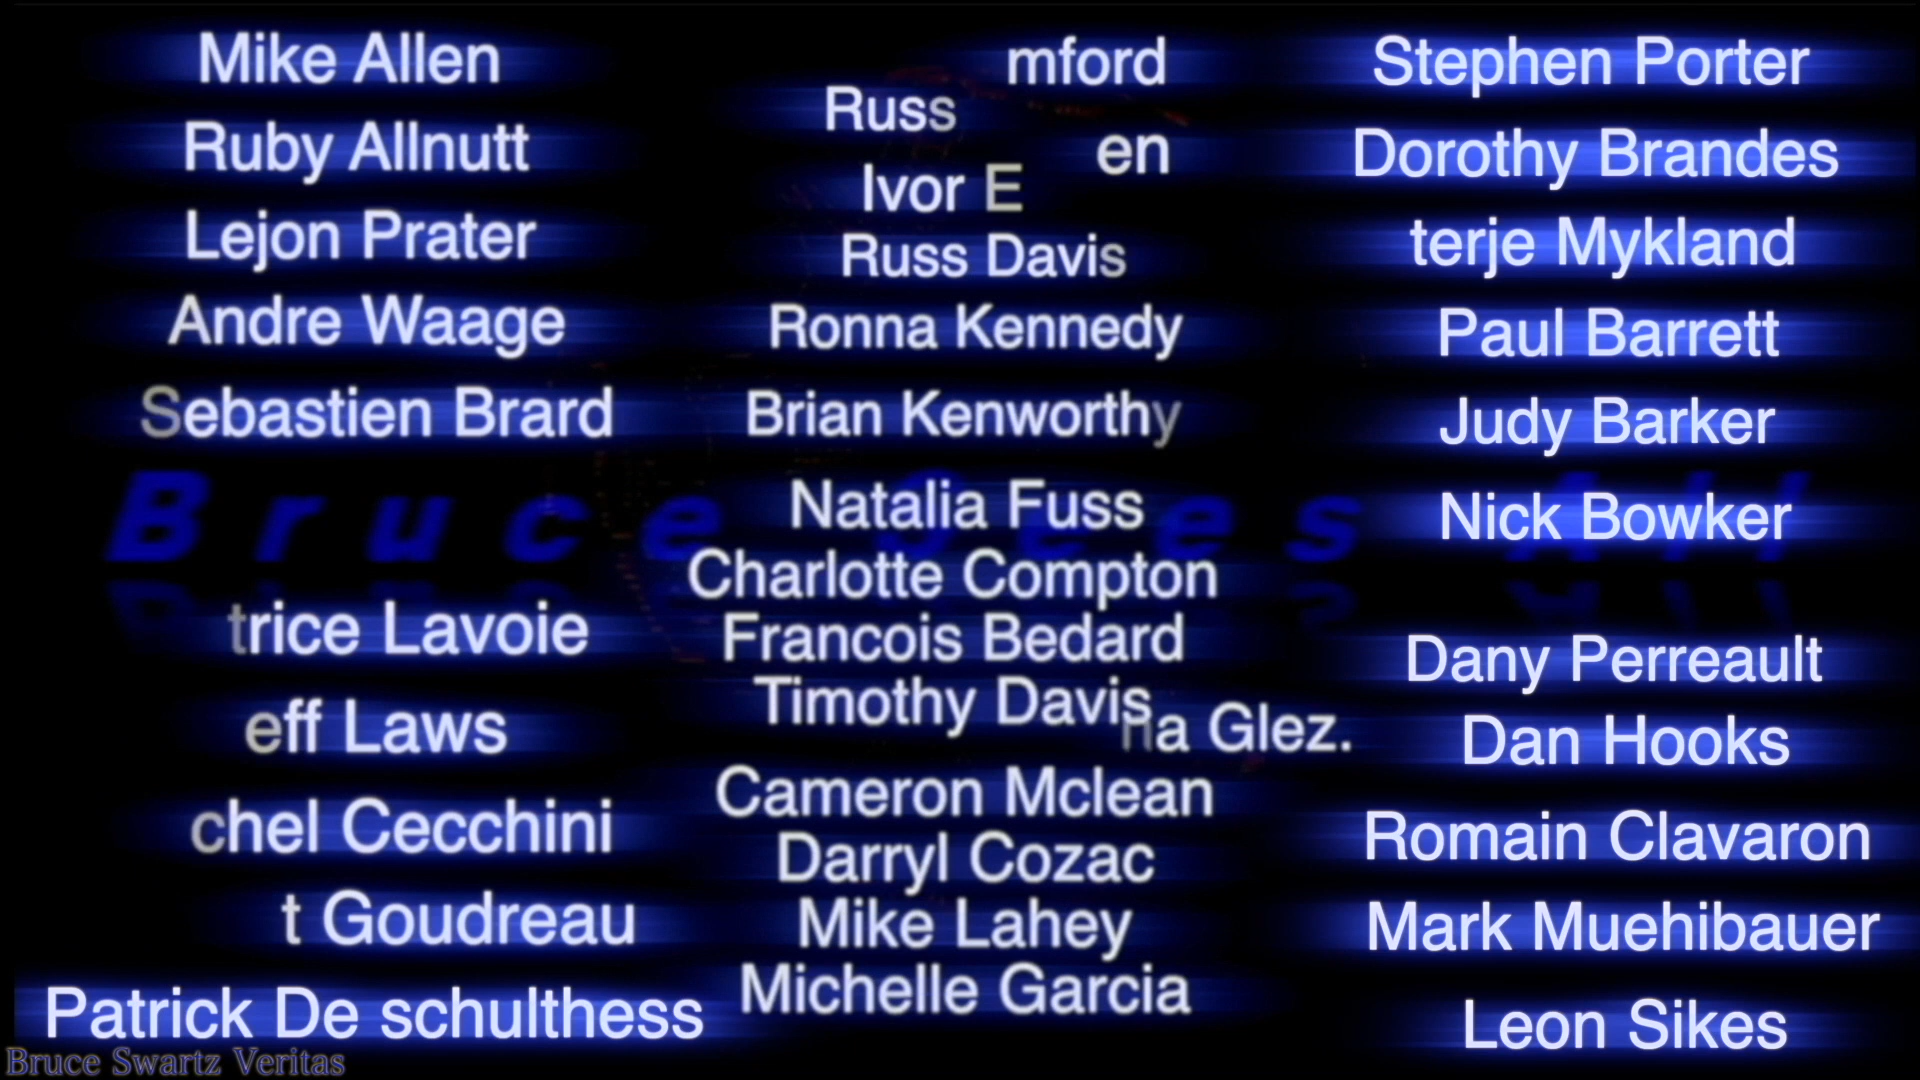 Mike Allen
Ruby Allnutt
Lejon Prater
Andre Waage
Sebastien Brard
trice Lavoie
eff Laws
chel Cecchini
t Goudreau
Patrick De schulthess
mford
Russ
en
Ivor E
Russ Davis
Ronna Kennedy
Brian Kenworthy
Natalia Fuss
Charlotte Compton
Francois Bedard
Timothy Davis
na Glez.
Cameron Mclean
Darryl Cozac
Mike Lahey
Michelle Garcia
Stephen Porter
Dorothy Brandes
terje Mykland
Paul Barrett
Judy Barker
Nick Bowker
Dany Perreault
Dan Hooks
Romain Clavaron
Mark Muehibauer
Leon Sikes
Bruce Sees All
Bruce Swartz Veritas